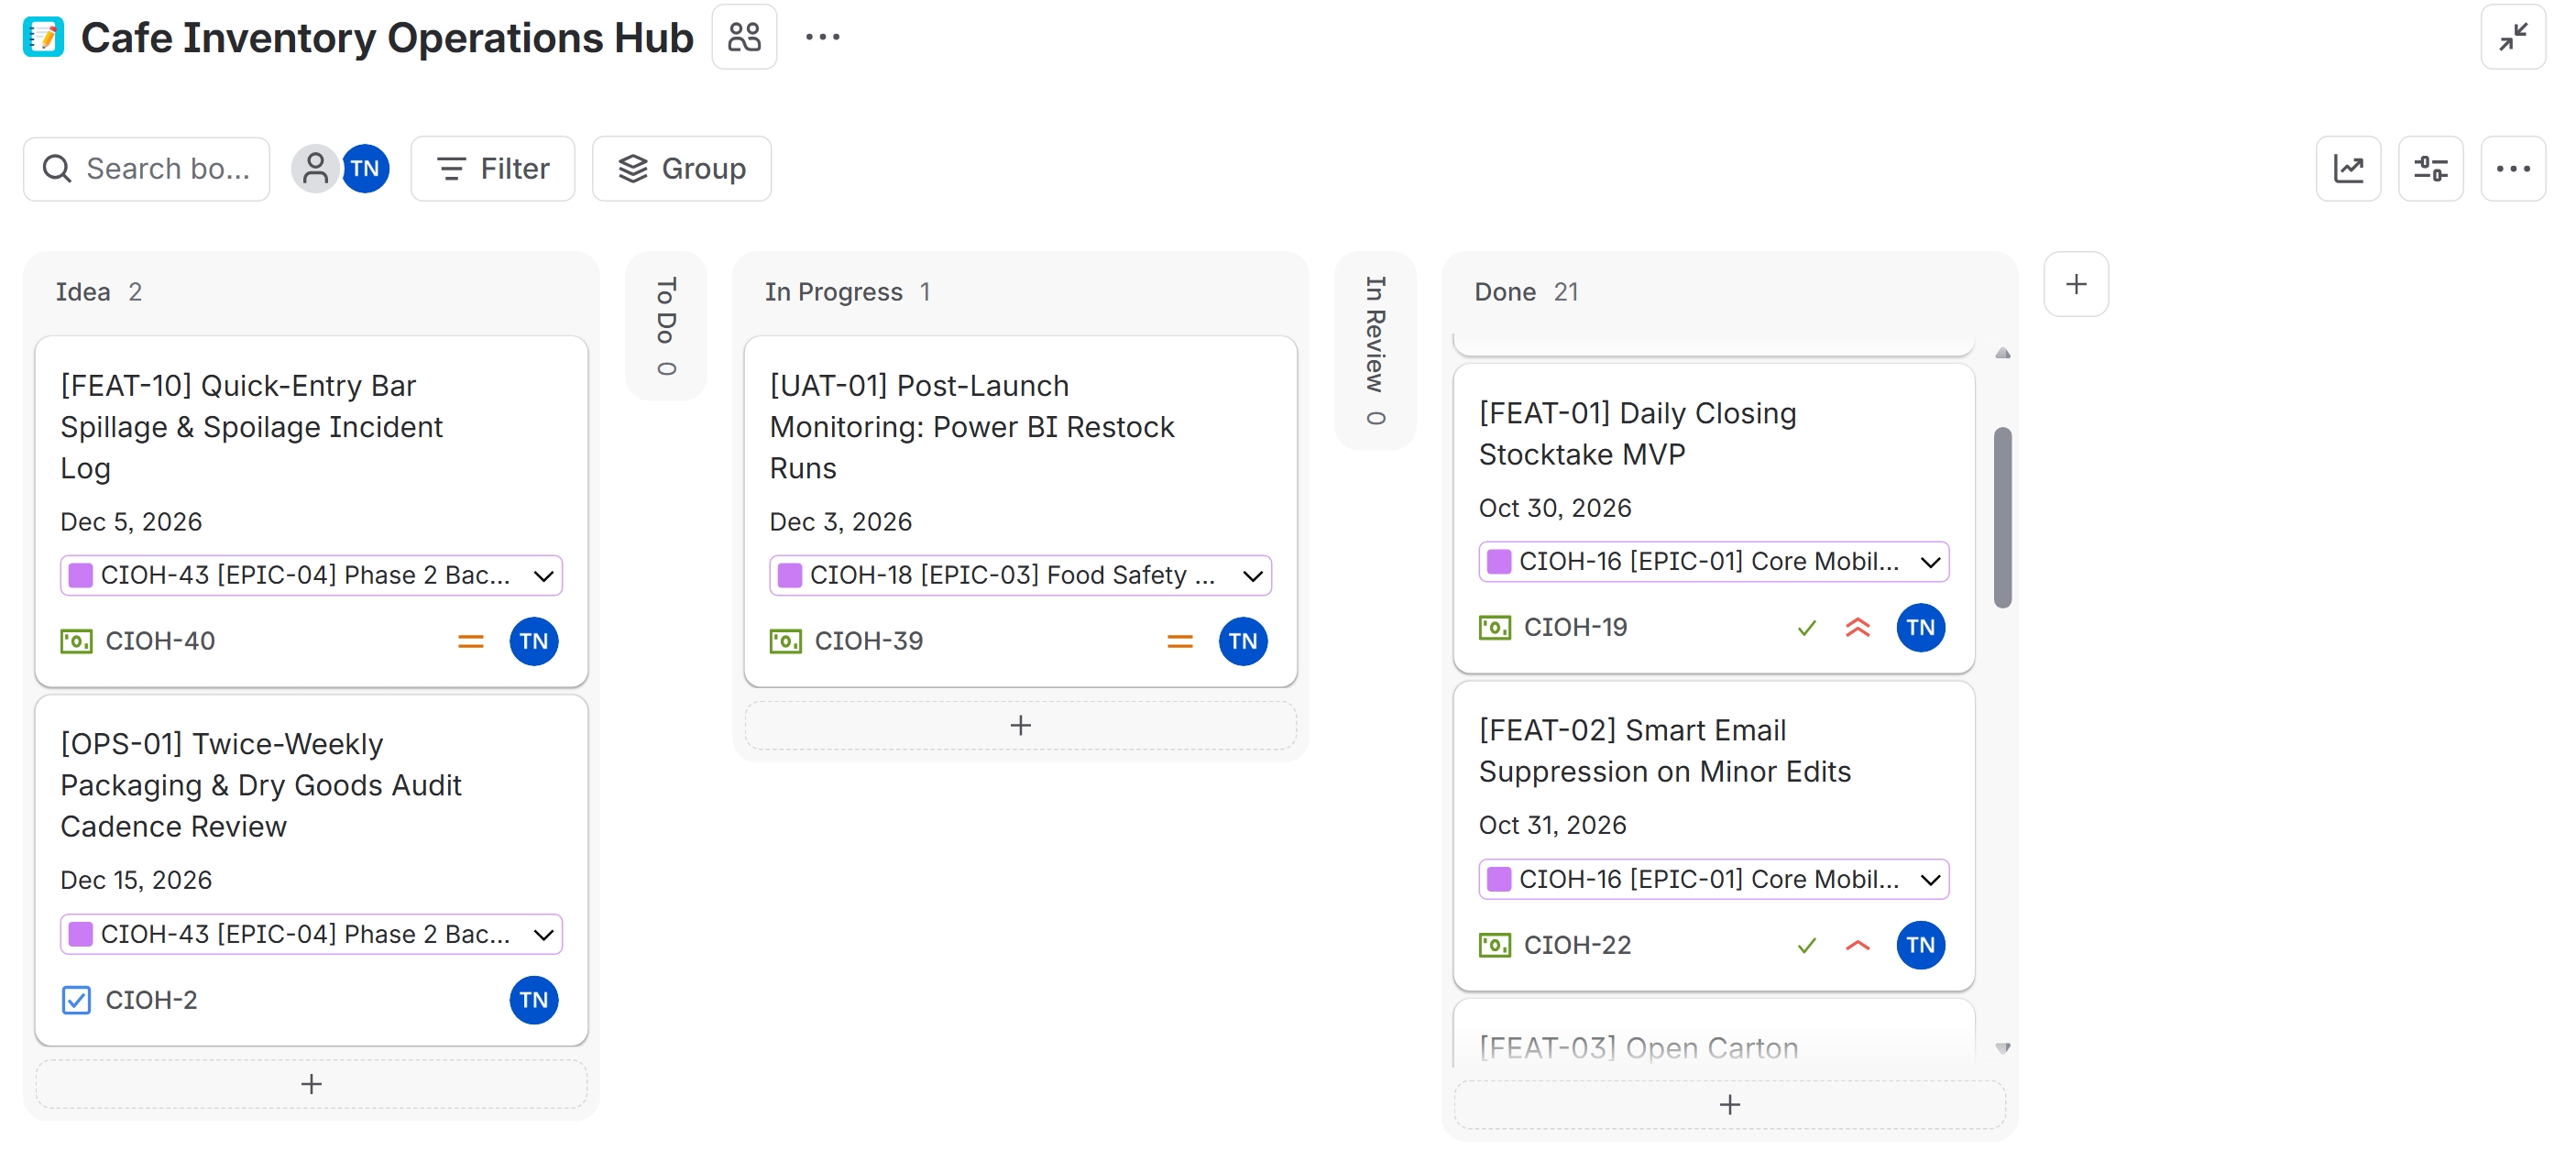 Cafe Inventory Operations Hub
Search bo...
TN
Filter
Group
Idea 2
[FEAT-10] Quick-Entry Bar
Spillage & Spoilage Incident
Log
Dec 5, 2026
CIOH-43 [EPIC-04] Phase 2 Bac...
CIOH-40
TN
[OPS-01] Twice-Weekly
Packaging & Dry Goods Audit
Cadence Review
Dec 15, 2026
CIOH-43 [EPIC-04] Phase 2 Bac...
CIOH-2
TN
To Do 0
In Progress 1
[UAT-01] Post-Launch
Monitoring: Power BI Restock
Runs
Dec 3, 2026
CIOH-18 [EPIC-03] Food Safety ...
CIOH-39
TN
In Review 0
Done 21
[FEAT-01] Daily Closing
Stocktake MVP
Oct 30, 2026
CIOH-16 [EPIC-01] Core Mobil...
CIOH-19
TN
[FEAT-02] Smart Email
Suppression on Minor Edits
Oct 31, 2026
CIOH-16 [EPIC-01] Core Mobil...
CIOH-22
TN
[FEAT-03] Open Carton